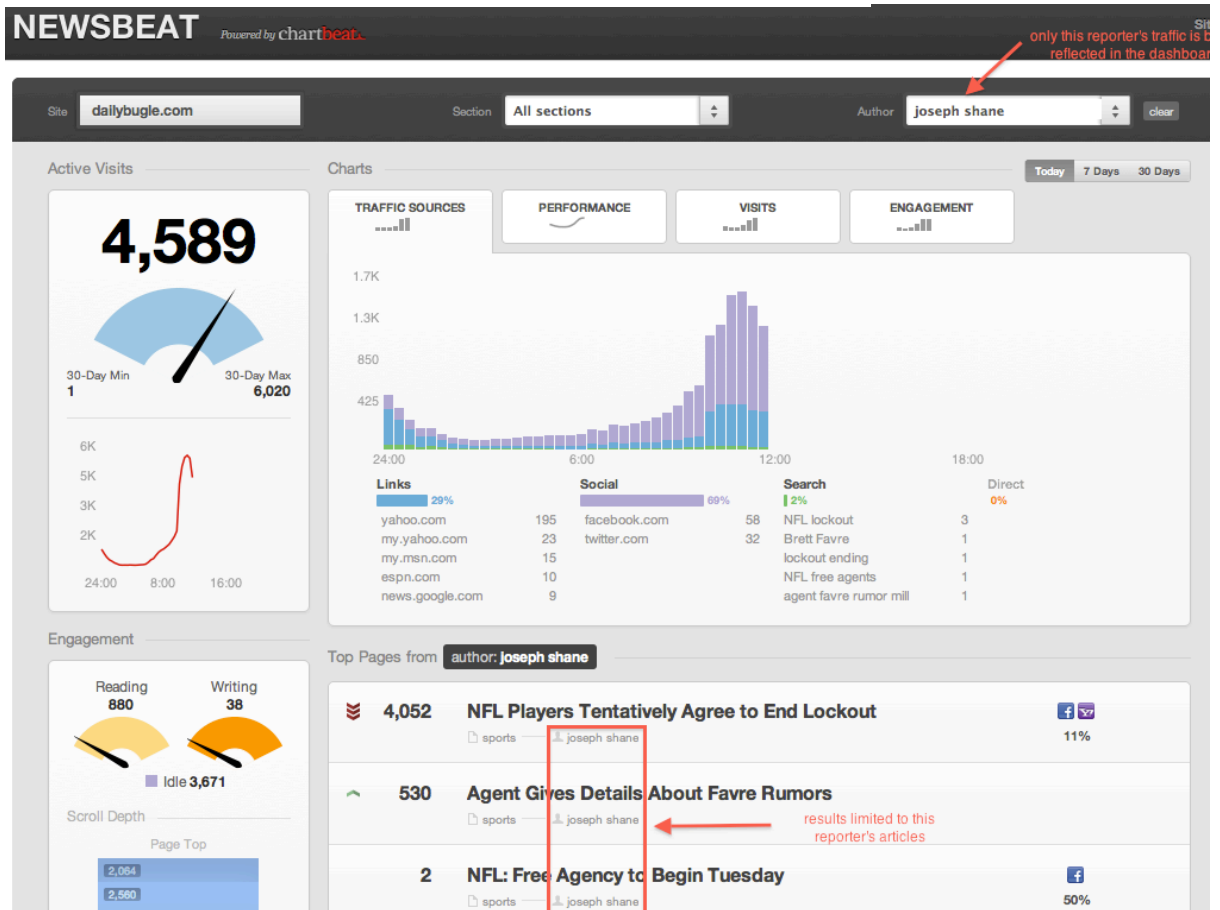 NEWSBEAT Powered by chartbeat
only this reporter's traffic is
reflected in the
Site dailybugle.com Section All sections Author joseph shane clear
Active Visits
4,589
30-Day Min 30-Day Max
1 6,020
6K
5K
3K
2K
24:00 8:00 16:00
Charts
Today 7 Days 30 Days
TRAFFIC SOURCES PERFORMANCE VISITS ENGAGEMENT
1.7K
1.3K
850
425
24:00 6:00 12:00 18:00
Links Social Search Direct
29% 69% 2% 0%
yahoo.com 195 facebook.com 58 NFL lockout 3
my.yahoo.com 23 twitter.com 32 Brett Favre 1
my.msn.com 15 lockout ending 1
espn.com 10 NFL free agents 1
news.google.com 9 agent favre rumor mill 1
Engagement
Reading Writing
880 38
Idle 3,671
Scroll Depth
Page Top
2,064
2,560
Top Pages from author: joseph shane
4,052 NFL Players Tentatively Agree to End Lockout
sports joseph shane 11%
530 Agent Gives Details About Favre Rumors
sports joseph shane
results limited to this
reporter's articles
2 NFL: Free Agency to Begin Tuesday
sports joseph shane 50%